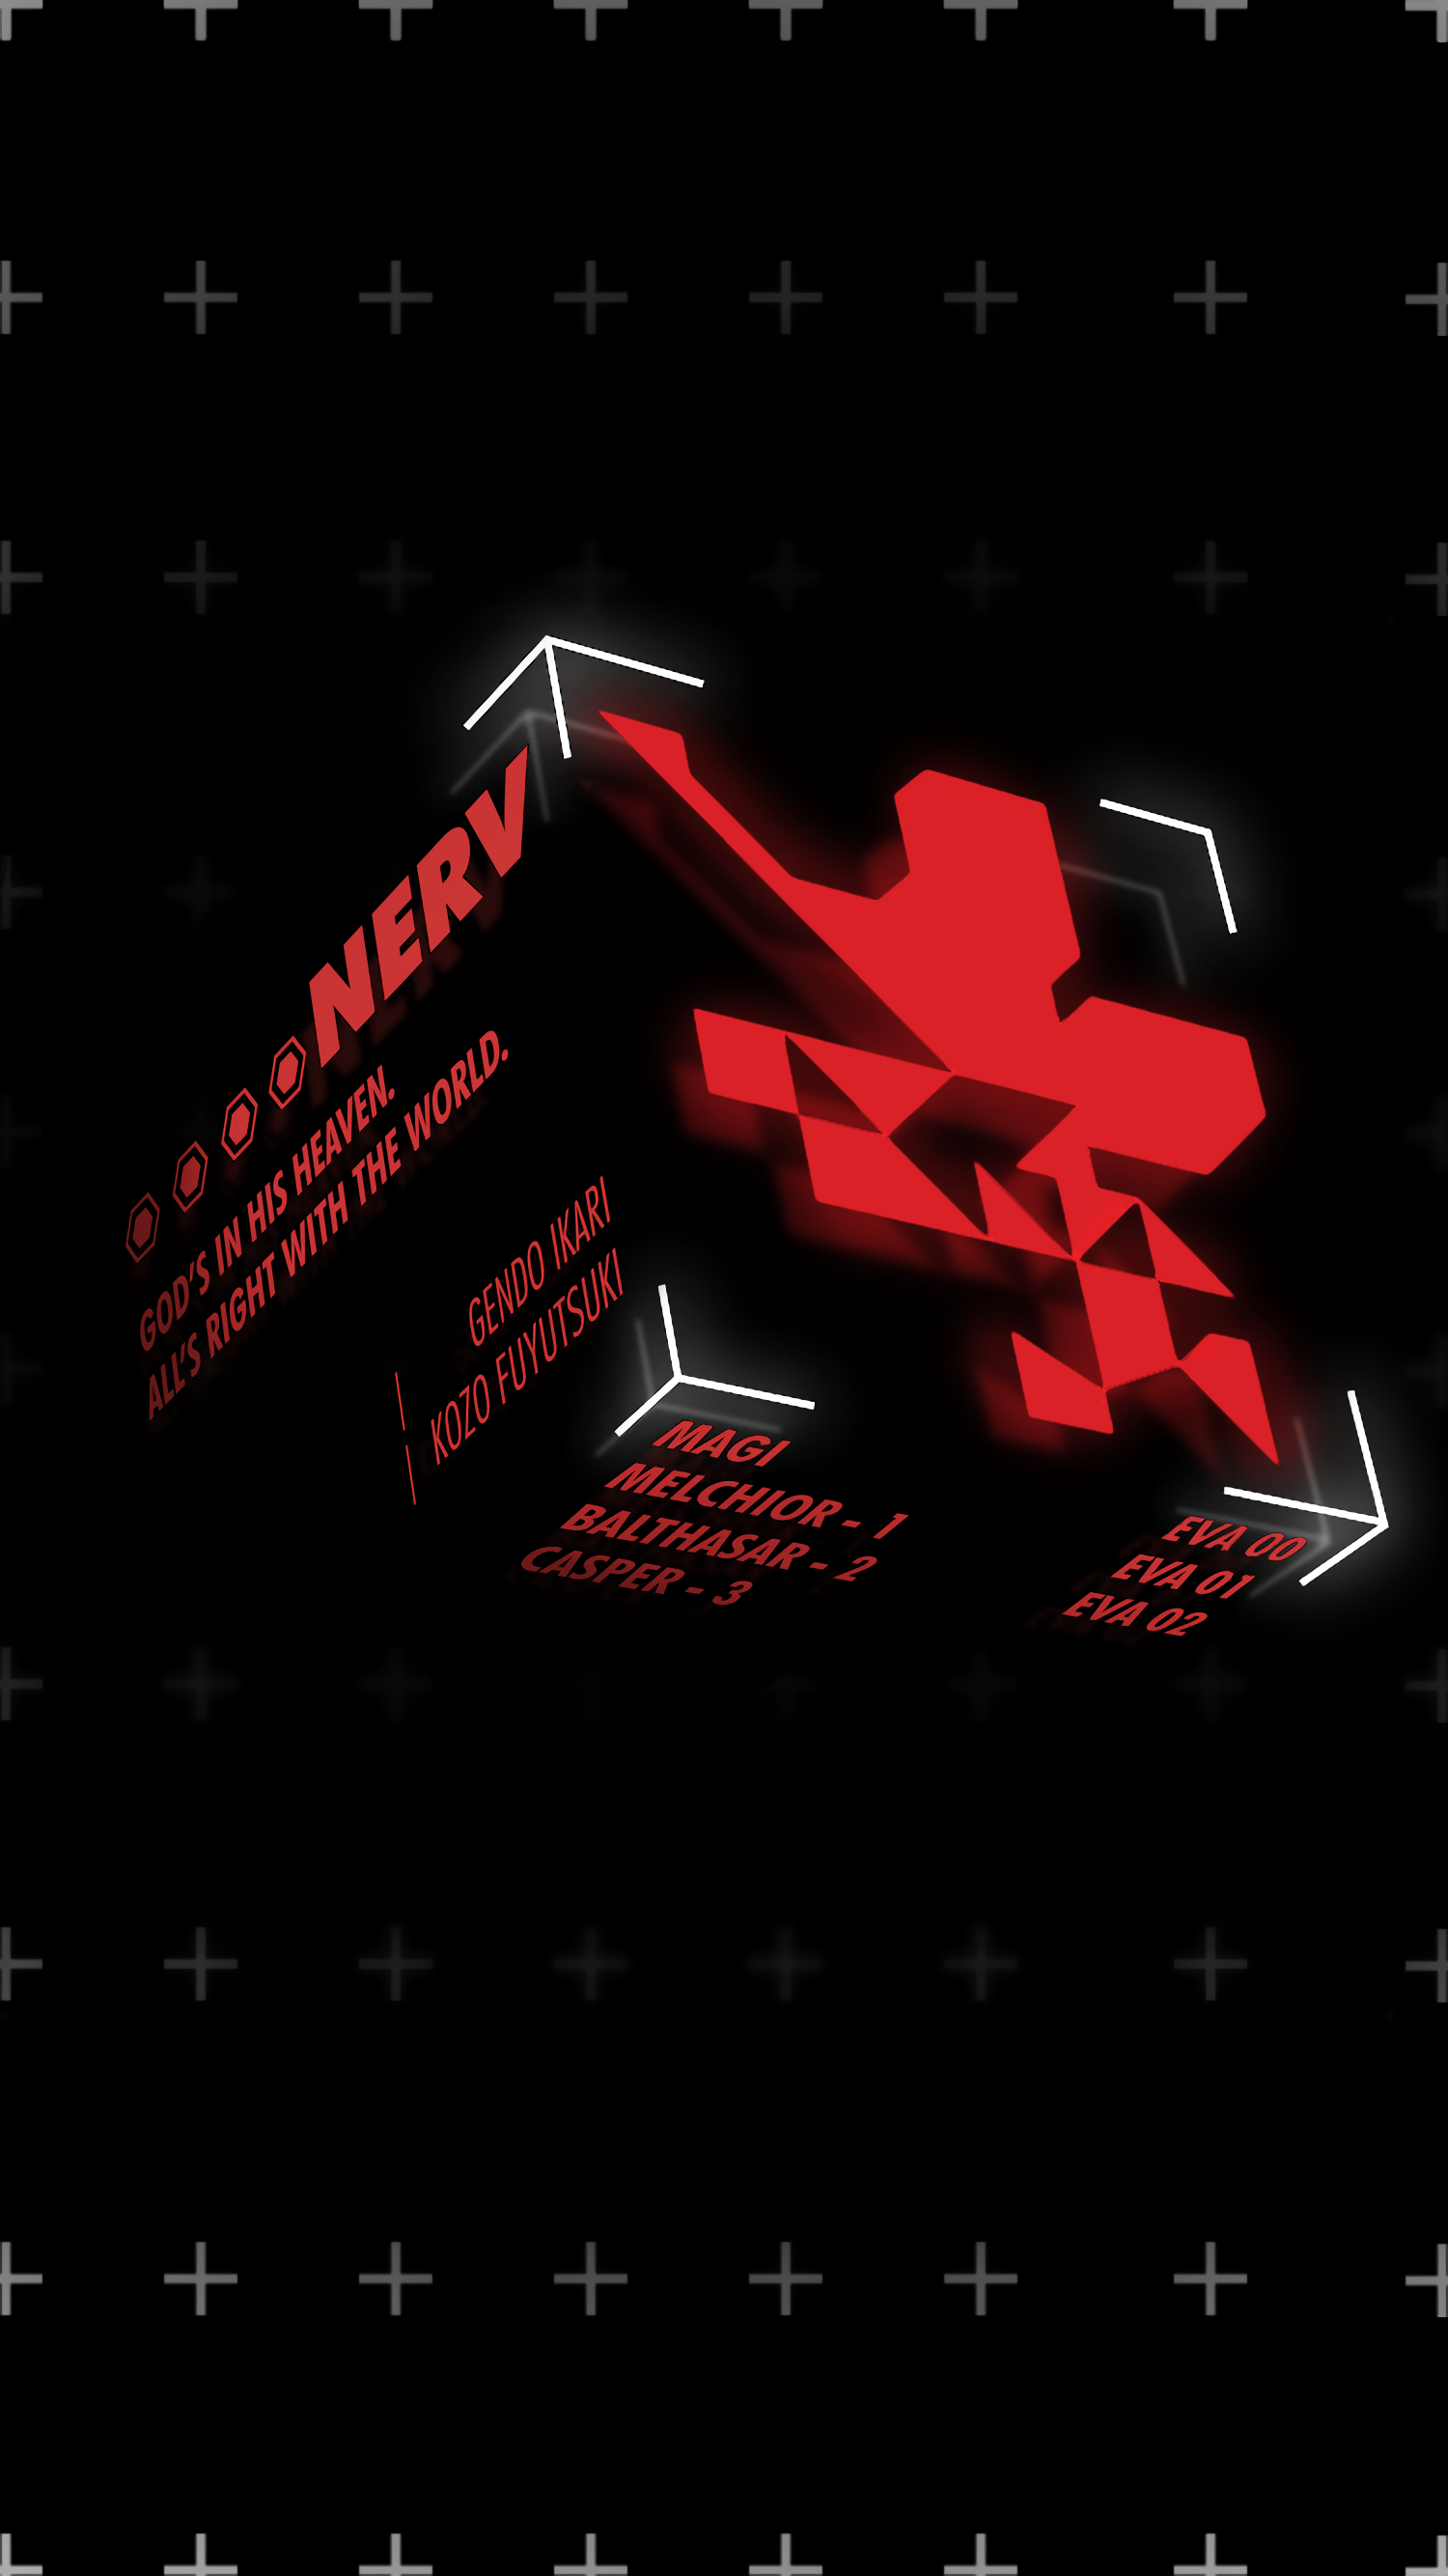 NERV
GOD'S IN HIS HEAVEN.
ALL'S RIGHT WITH THE WORLD.
GENDO IKARI
KOZO FUYUTSUKI
MAGI
MELCHIOR - 1
BALTHASAR - 2
CASPER - 3
EVA 00
EVA 01
EVA 02